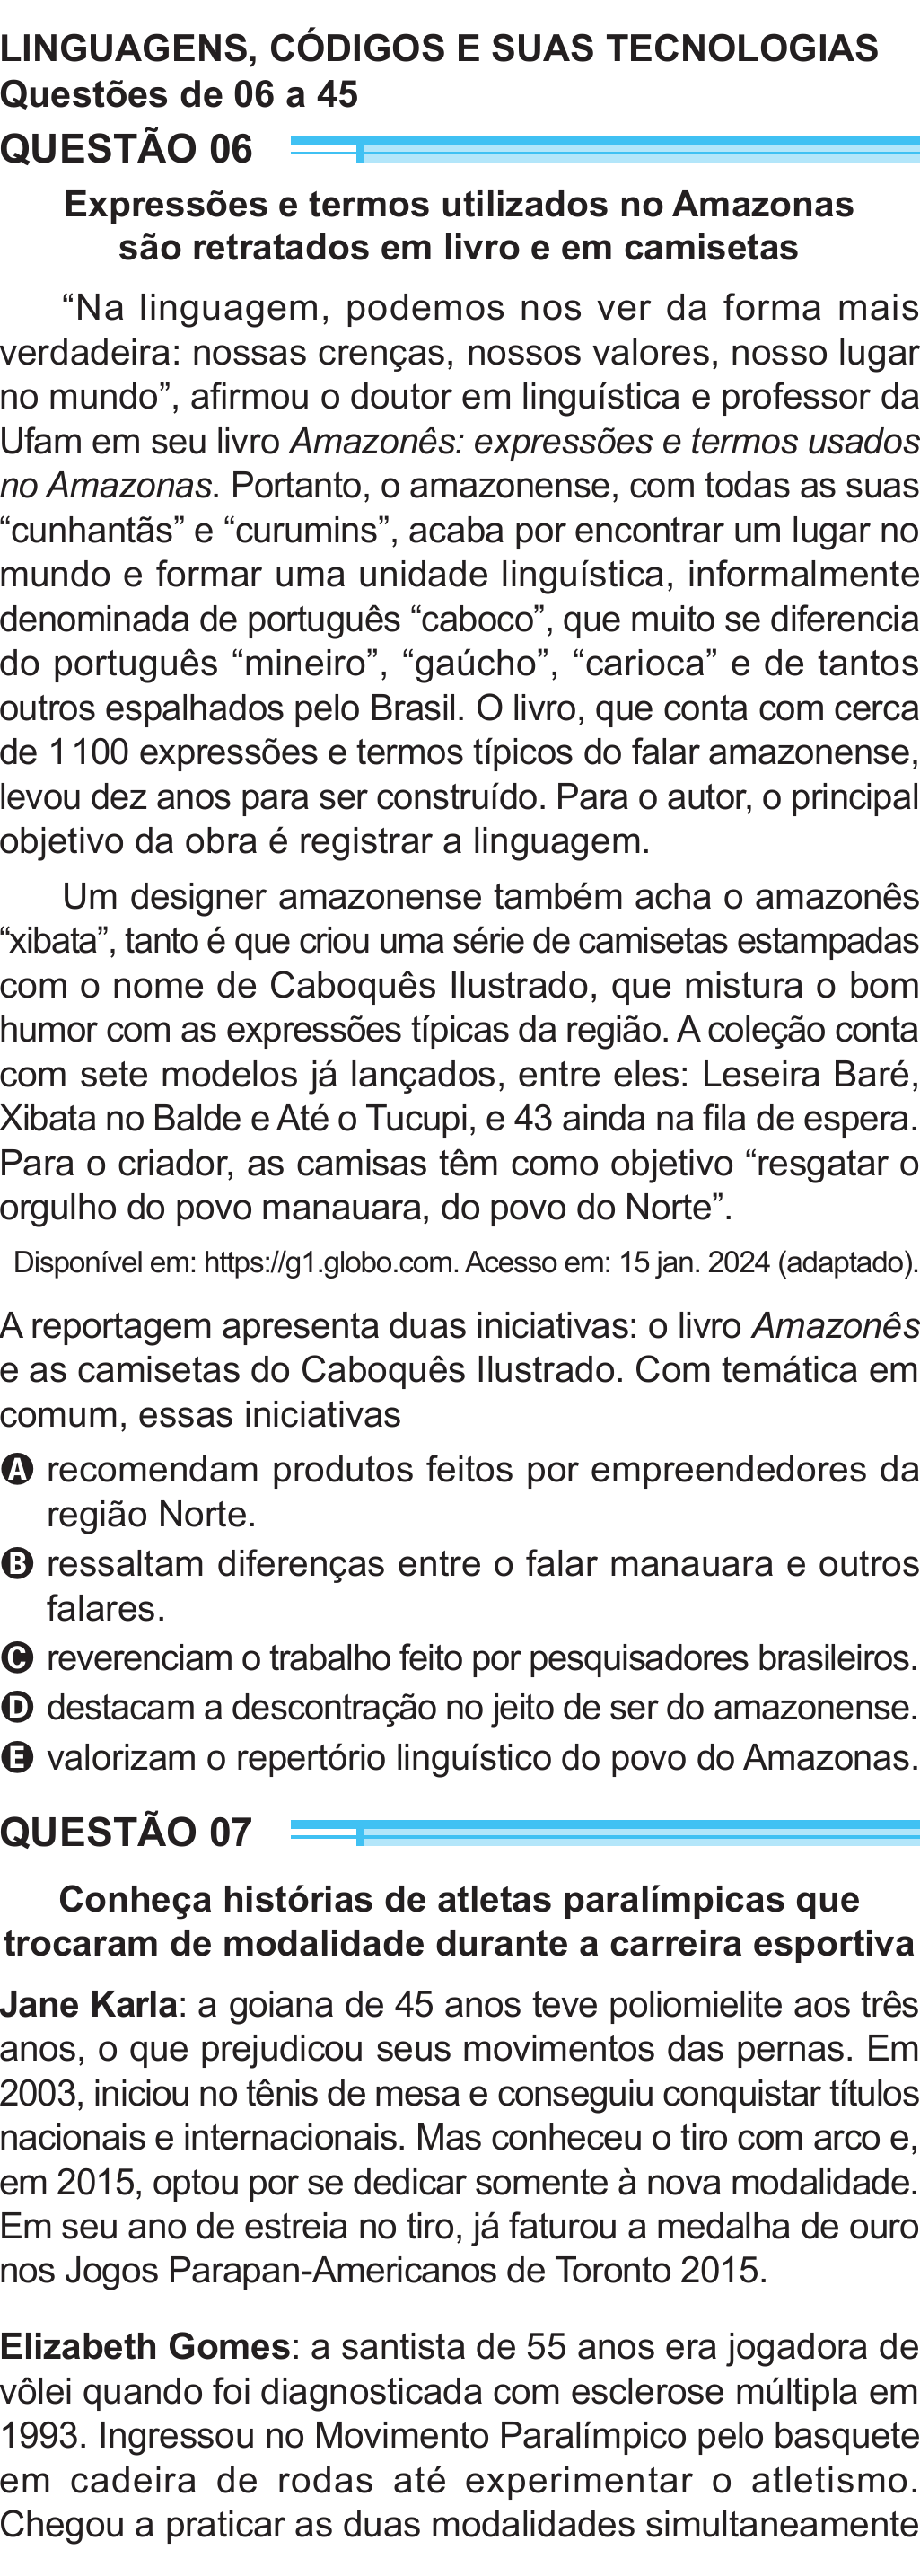 LINGUAGENS, CÓDIGOS E SUAS TECNOLOGIAS
Questões de 06 a 45
QUESTÃO 06
Expressões e termos utilizados no Amazonas
são retratados em livro e em camisetas
“Na linguagem, podemos nos ver da forma mais
verdadeira: nossas crenças, nossos valores, nosso lugar
no mundo”, afirmou o doutor em linguística e professor da
Ufam em seu livro Amazonês: expressões e termos usados
no Amazonas. Portanto, o amazonense, com todas as suas
“cunhantãs” e “curumins”, acaba por encontrar um lugar no
mundo e formar uma unidade linguística, informalmente
denominada de português “caboco”, que muito se diferencia
do português “mineiro”, “gaúcho”, “carioca” e de tantos
outros espalhados pelo Brasil. O livro, que conta com cerca
de 1 100 expressões e termos típicos do falar amazonense,
levou dez anos para ser construído. Para o autor, o principal
objetivo da obra é registrar a linguagem.
Um designer amazonense também acha o amazonês
“xibata”, tanto é que criou uma série de camisetas estampadas
com o nome de Caboquês Ilustrado, que mistura o bom
humor com as expressões típicas da região. A coleção conta
com sete modelos já lançados, entre eles: Leseira Baré,
Xibata no Balde e Até o Tucupi, e 43 ainda na fila de espera.
Para o criador, as camisas têm como objetivo “resgatar o
orgulho do povo manauara, do povo do Norte”.
Disponível em: https://g1.globo.com. Acesso em: 15 jan. 2024 (adaptado).
A reportagem apresenta duas iniciativas: o livro Amazonês
e as camisetas do Caboquês Ilustrado. Com temática em
comum, essas iniciativas
A recomendam produtos feitos por empreendedores da
região Norte.
B ressaltam diferenças entre o falar manauara e outros
falares.
C reverenciam o trabalho feito por pesquisadores brasileiros.
D destacam a descontração no jeito de ser do amazonense.
E valorizam o repertório linguístico do povo do Amazonas.
QUESTÃO 07
Conheça histórias de atletas paralímpicas que
trocaram de modalidade durante a carreira esportiva
Jane Karla: a goiana de 45 anos teve poliomielite aos três
anos, o que prejudicou seus movimentos das pernas. Em
2003, iniciou no tênis de mesa e conseguiu conquistar títulos
nacionais e internacionais. Mas conheceu o tiro com arco e,
em 2015, optou por se dedicar somente à nova modalidade.
Em seu ano de estreia no tiro, já faturou a medalha de ouro
nos Jogos Parapan-Americanos de Toronto 2015.
Elizabeth Gomes: a santista de 55 anos era jogadora de
vôlei quando foi diagnosticada com esclerose múltipla em
1993. Ingressou no Movimento Paralímpico pelo basquete
em cadeira de rodas até experimentar o atletismo.
Chegou a praticar as duas modalidades simultaneamente